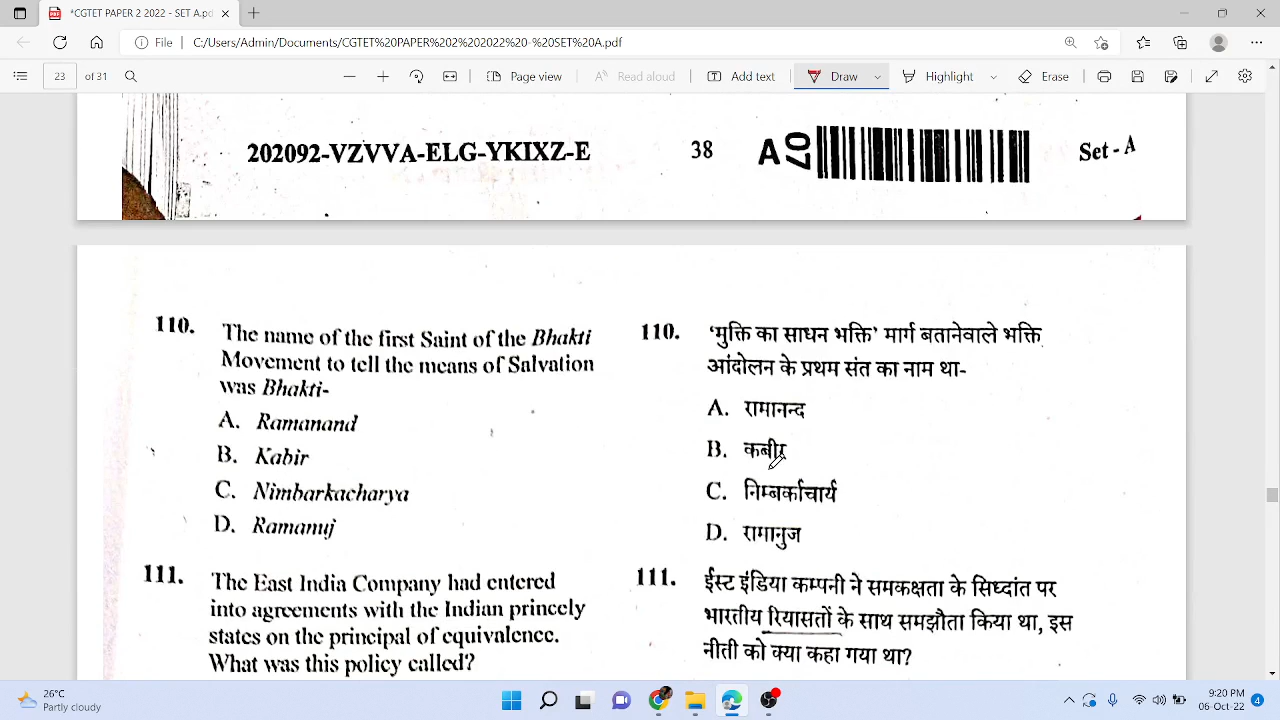 *CGTET PAPER 2 2022 - SET A.pd
File
C:/Users/Admin/Documents/CGTET%20PAPER%202%202022%20-%20SET%20A.pdf
23 of 31
Page view
Read aloud
Add text
Draw
Highlight
Erase
202092-VZVVA-ELG-YKIXZ-E
38
A 07
Set - A
110. The name of the first Saint of the Bhakti
Movement to tell the means of Salvation
was Bhakti-
A. Ramanand
B. Kabir
C. Nimbarkacharya
D. Ramanuj
111. The East India Company had entered
into agreements with the Indian princely
states on the principal of equivalence.
What was this policy called?
110. ‘मुक्ति का साधन भक्ति’ मार्ग बतानेवाले भक्ति
आंदोलन के प्रथम संत का नाम था-
A. रामानन्द
B. कबीर
C. निम्बर्काचार्य
D. रामानुज
111. ईस्ट इंडिया कम्पनी ने समकक्षता के सिध्दांत पर
भारतीय रियासतों के साथ समझौता किया था, इस
नीती को क्या कहा गया था?
26°C
Partly cloudy
9:20 PM
06-Oct-22
4